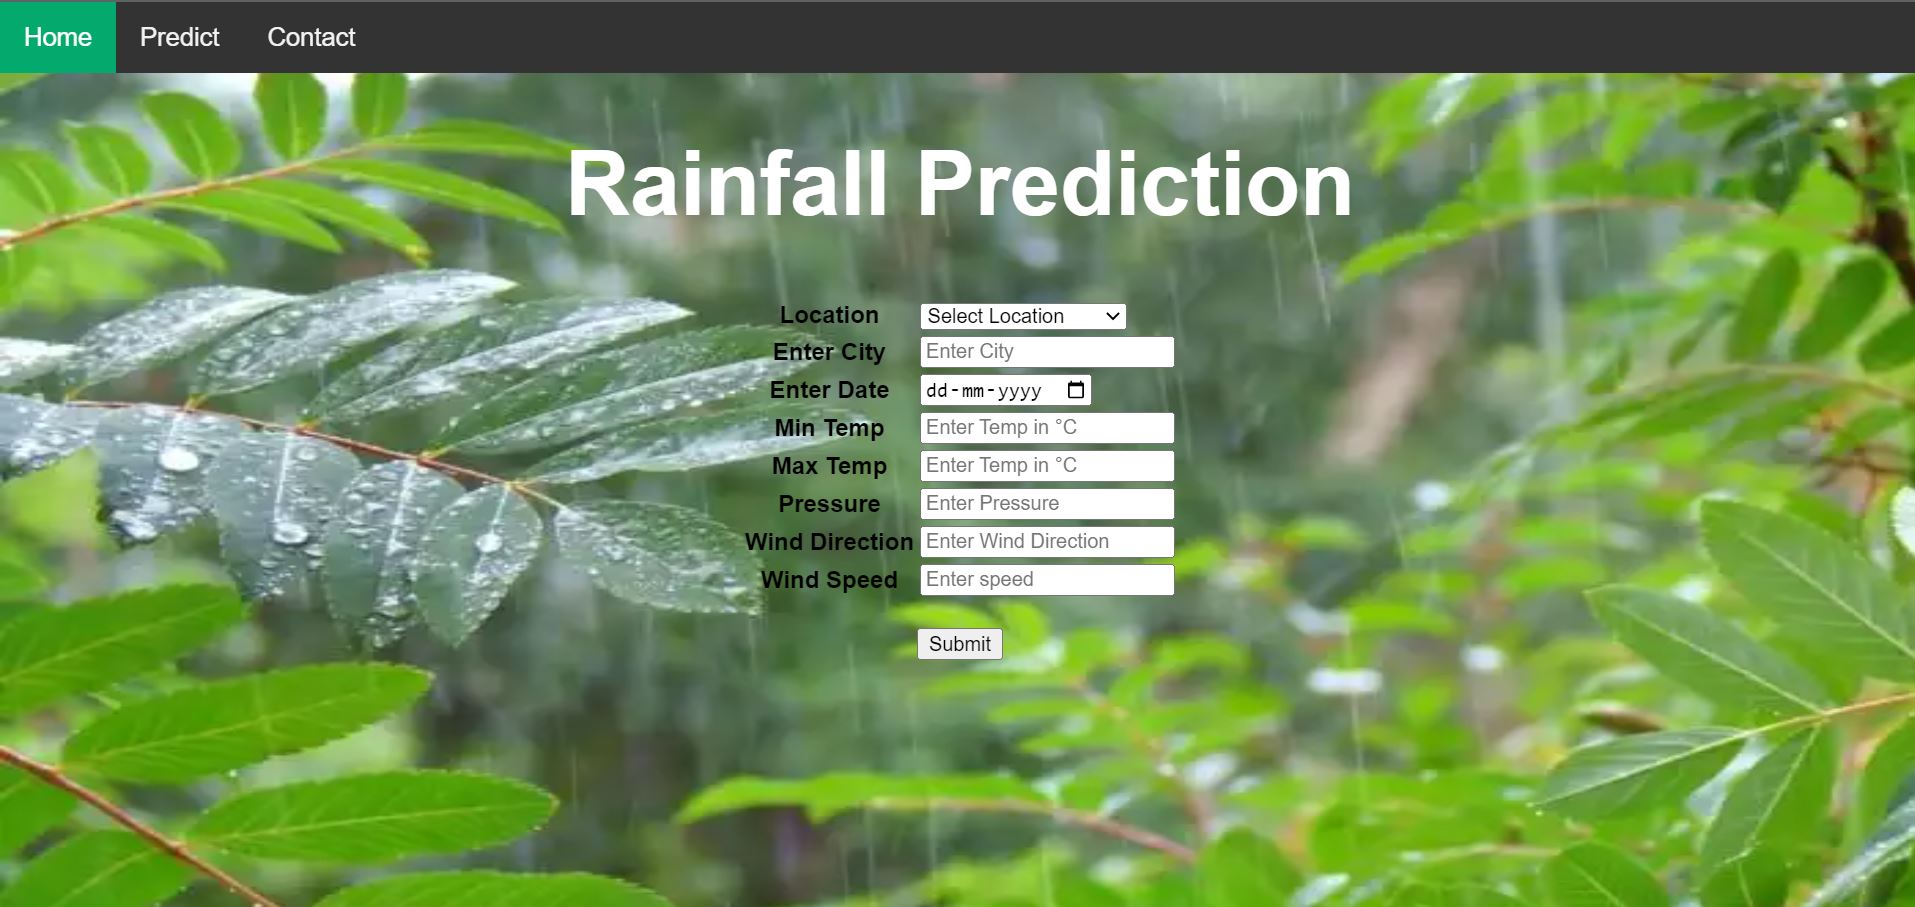 Home Predict Contact
Rainfall Prediction
Location Select Location
Enter City Enter City
Enter Date dd-mm-yyyy
Min Temp Enter Temp in °C
Max Temp Enter Temp in °C
Pressure Enter Pressure
Wind Direction Enter Wind Direction
Wind Speed Enter speed
Submit